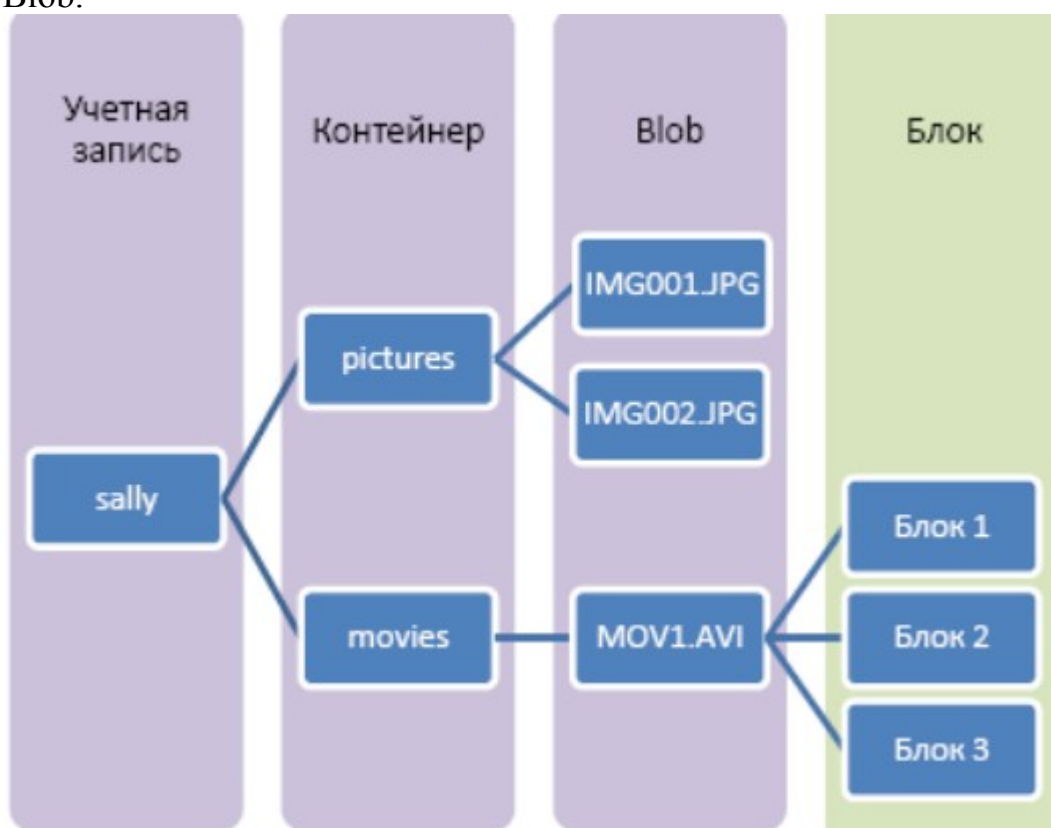 Blob.
Учетная
запись
Контейнер
Blob
Блок
IMG001.JPG
pictures
IMG002.JPG
sally
Блок 1
movies
MOV1.AVI
Блок 2
Блок 3